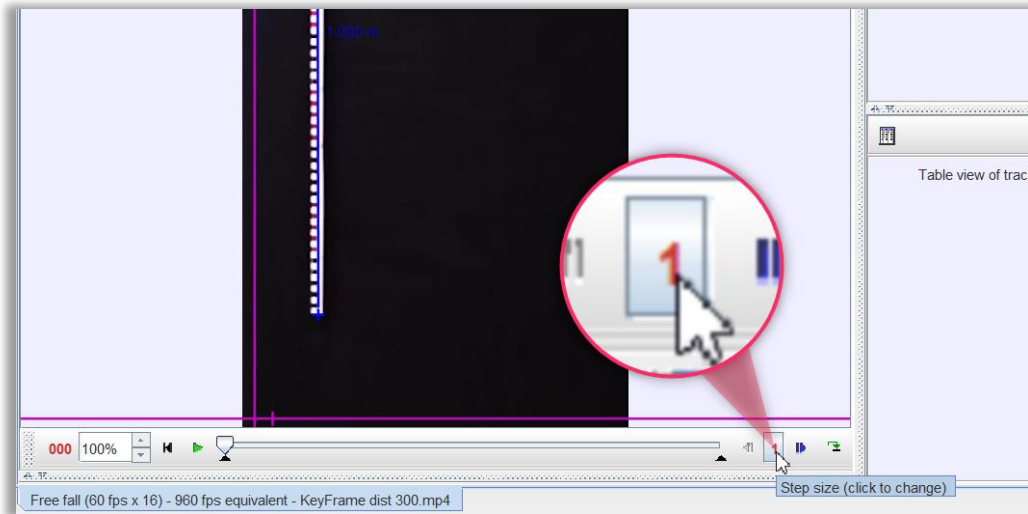 1.000 m
Table view of trac
1
000 100% 1
Step size (click to change)
Free fall (60 fps x 16) - 960 fps equivalent - KeyFrame dist 300.mp4